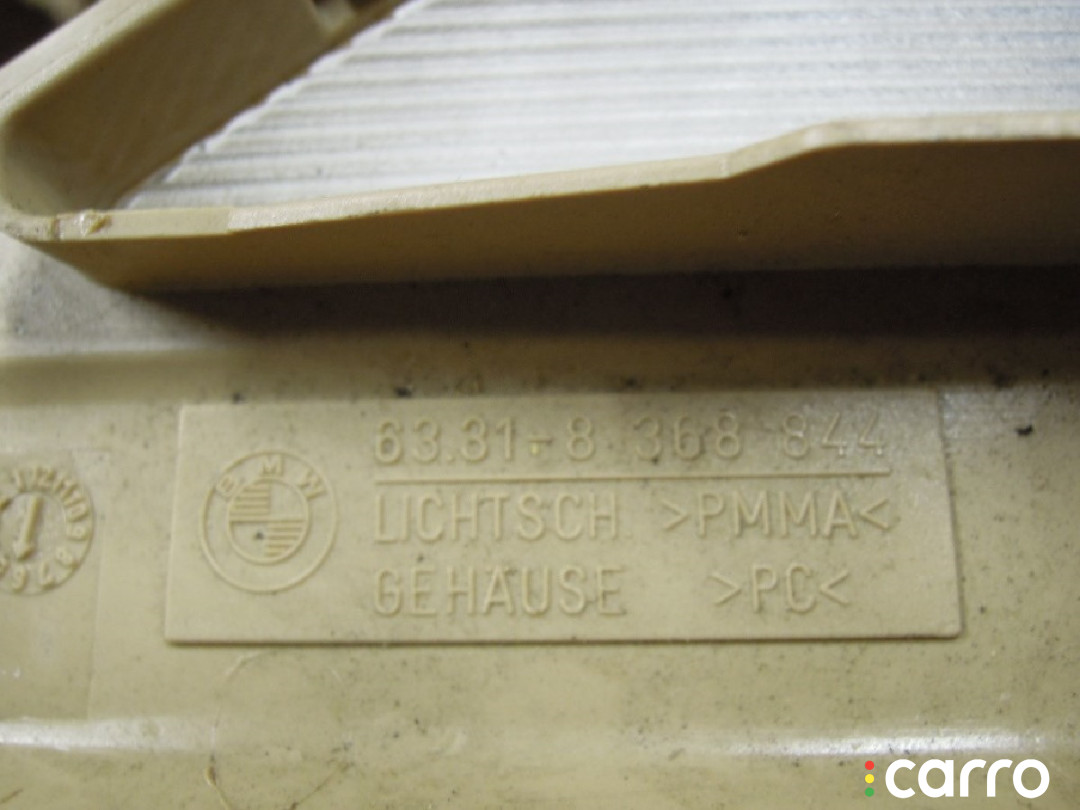 63.31-8 368 844
BMW
LICHTSCH >PMMA<
GEHÄUSE >PC<
carro